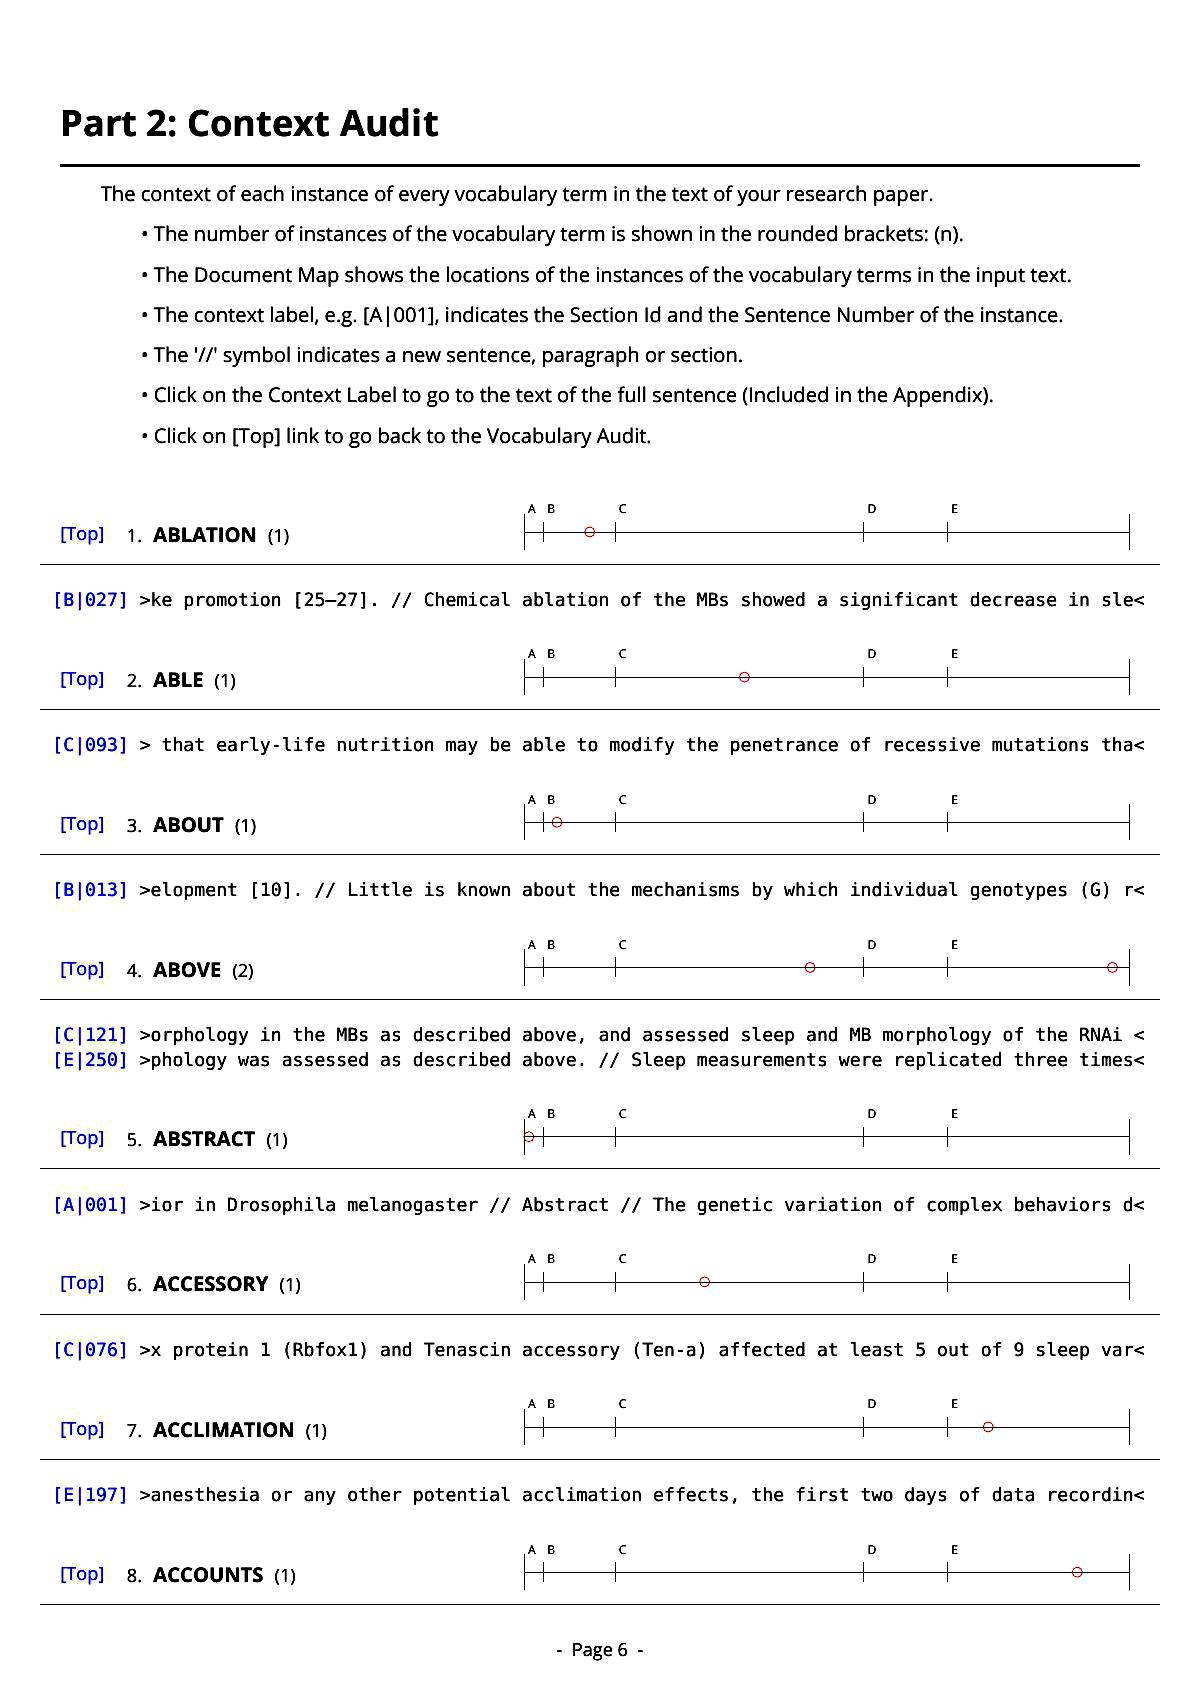 Part 2: Context Audit
The context of each instance of every vocabulary term in the text of your research paper.
• The number of instances of the vocabulary term is shown in the rounded brackets: (n).
• The Document Map shows the locations of the instances of the vocabulary terms in the input text.
• The context label, e.g. [A|001], indicates the Section Id and the Sentence Number of the instance.
• The '//' symbol indicates a new sentence, paragraph or section.
• Click on the Context Label to go to the text of the full sentence (Included in the Appendix).
• Click on [Top] link to go back to the Vocabulary Audit.
A B C D E
[Top] 1. ABLATION (1)
[B|027] >ke promotion [25–27]. // Chemical ablation of the MBs showed a significant decrease in sle<
A B C D E
[Top] 2. ABLE (1)
[C|093] > that early-life nutrition may be able to modify the penetrance of recessive mutations tha<
A B C D E
[Top] 3. ABOUT (1)
[B|013] >elopment [10]. // Little is known about the mechanisms by which individual genotypes (G) r<
A B C D E
[Top] 4. ABOVE (2)
[C|121] >orphology in the MBs as described above, and assessed sleep and MB morphology of the RNAi <
[E|250] >phology was assessed as described above. // Sleep measurements were replicated three times<
A B C D E
[Top] 5. ABSTRACT (1)
[A|001] >ior in Drosophila melanogaster // Abstract // The genetic variation of complex behaviors d<
A B C D E
[Top] 6. ACCESSORY (1)
[C|076] >x protein 1 (Rbfox1) and Tenascin accessory (Ten-a) affected at least 5 out of 9 sleep var<
A B C D E
[Top] 7. ACCLIMATION (1)
[E|197] >anesthesia or any other potential acclimation effects, the first two days of data recordin<
A B C D E
[Top] 8. ACCOUNTS (1)
- Page 6 -